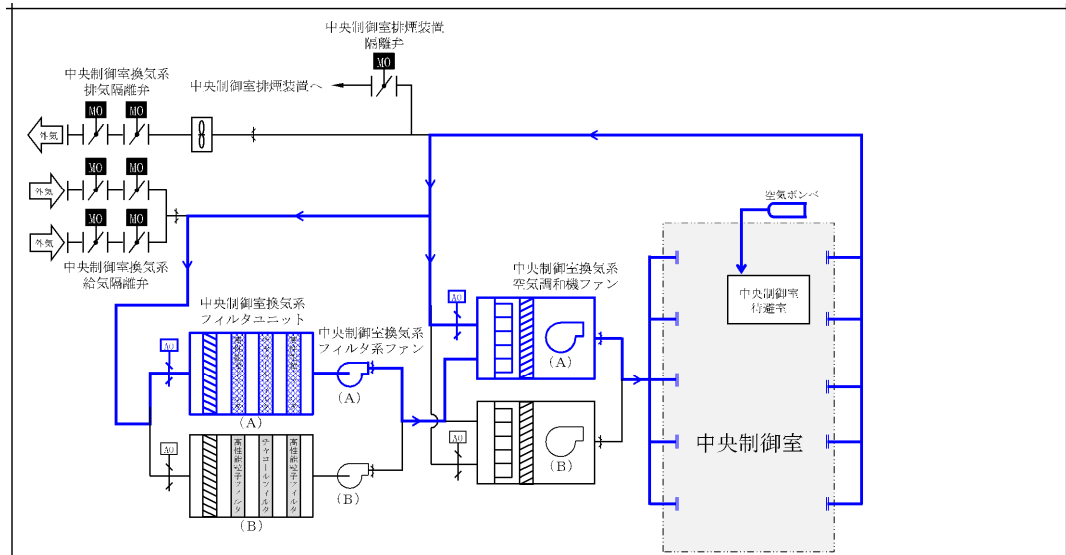 中央制御室排煙装置
隔離弁
MO
中央制御室排煙装置へ
中央制御室換気系
排気隔離弁
MO
MO
外気
MO
MO
外気
MO
MO
外気
中央制御室換気系
給気隔離弁
空気ボンベ
中央制御室
待避室
中央制御室換気系
空気調和機ファン
AO
(A)
AO
(B)
中央制御室換気系
フィルタユニット
中央制御室換気系
フィルタ系ファン
AO
(A)
(A)
AO
高性能粒子フィルタ
チャコールフィルタ
高性能粒子フィルタ
(B)
(B)
中央制御室